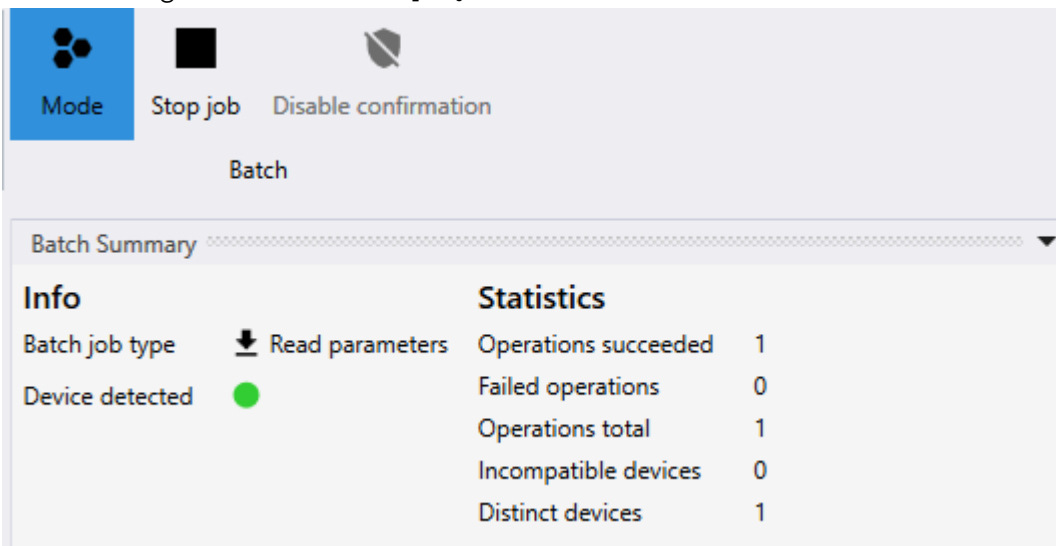 Mode
Stop job
Disable confirmation
Batch
Batch Summary
Info
Batch job type Read parameters
Device detected
Statistics
Operations succeeded 1
Failed operations 0
Operations total 1
Incompatible devices 0
Distinct devices 1